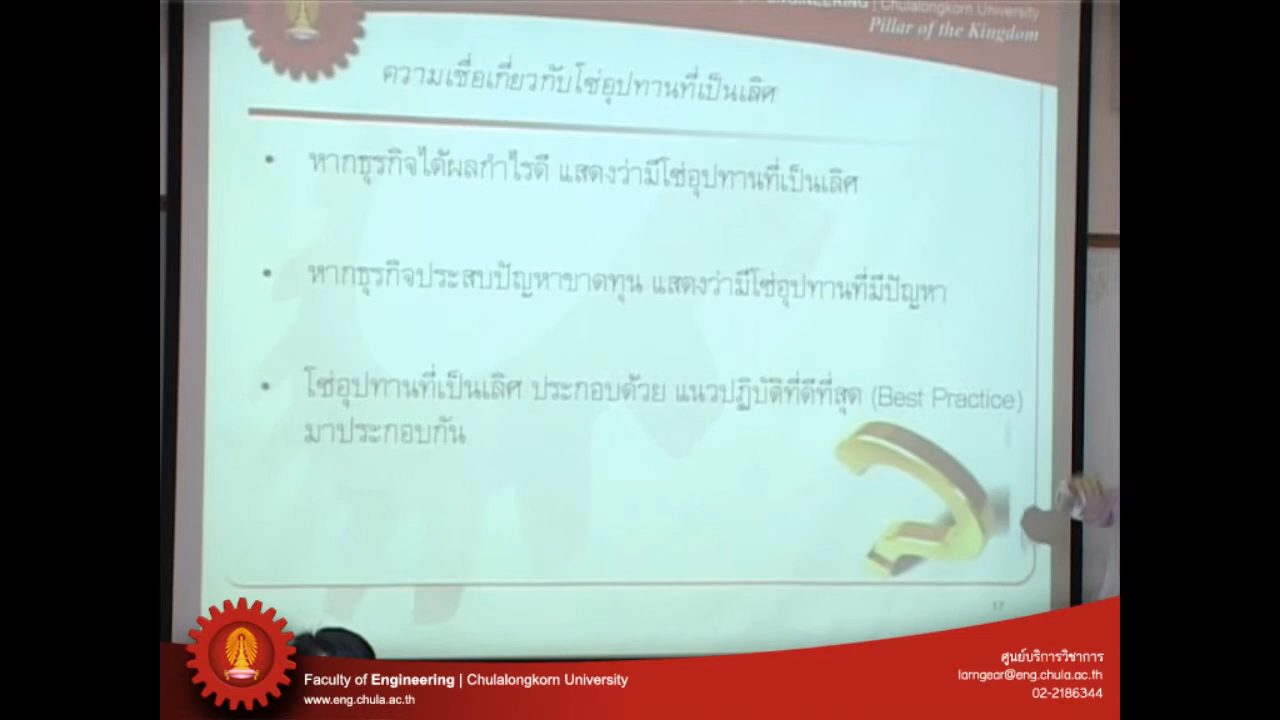 ENGINEERING | Chulalongkorn University
Pillar of the Kingdom
ความเชื่อเกี่ยวกับโซ่อุปทานที่เป็นเลิศ
• หากธุรกิจได้ผลกำไรดี แสดงว่ามีโซ่อุปทานที่เป็นเลิศ
• หากธุรกิจประสบปัญหาขาดทุน แสดงว่ามีโซ่อุปทานที่มีปัญหา
• โซ่อุปทานที่เป็นเลิศ ประกอบด้วย แนวปฏิบัติที่ดีที่สุด (Best Practice)
มาประกอบกัน
17
Faculty of Engineering | Chulalongkorn University
www.eng.chula.ac.th
ศูนย์บริการวิชาการ
larngear@eng.chula.ac.th
02-2186344